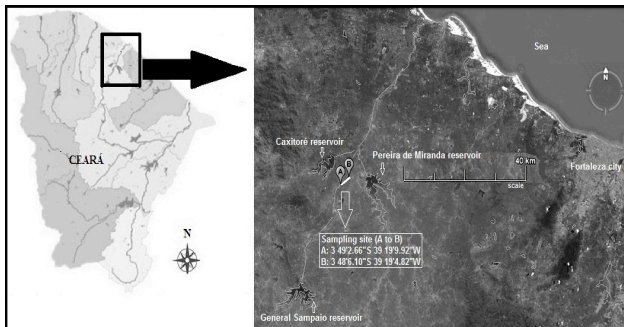 CEARÁ
N
Sea
N
Caxitoré reservoir
Pereira de Miranda reservoir
40 km
scale
Fortaleza city
A
B
Sampling site (A to B)
A: 3 49'2.66"S 39 19'9.92"W
B: 3 48'6.10"S 39 19'4.82"W
General Sampaio reservoir